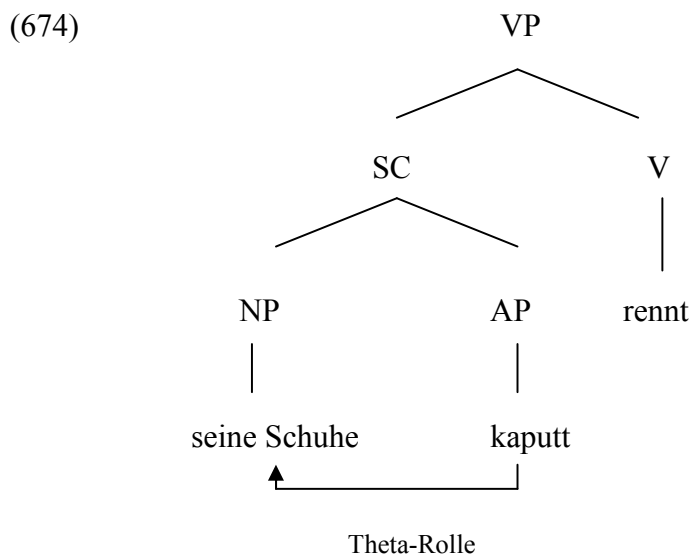 (674) VP
SC V
NP AP rennt
seine Schuhe kaputt
Theta-Rolle